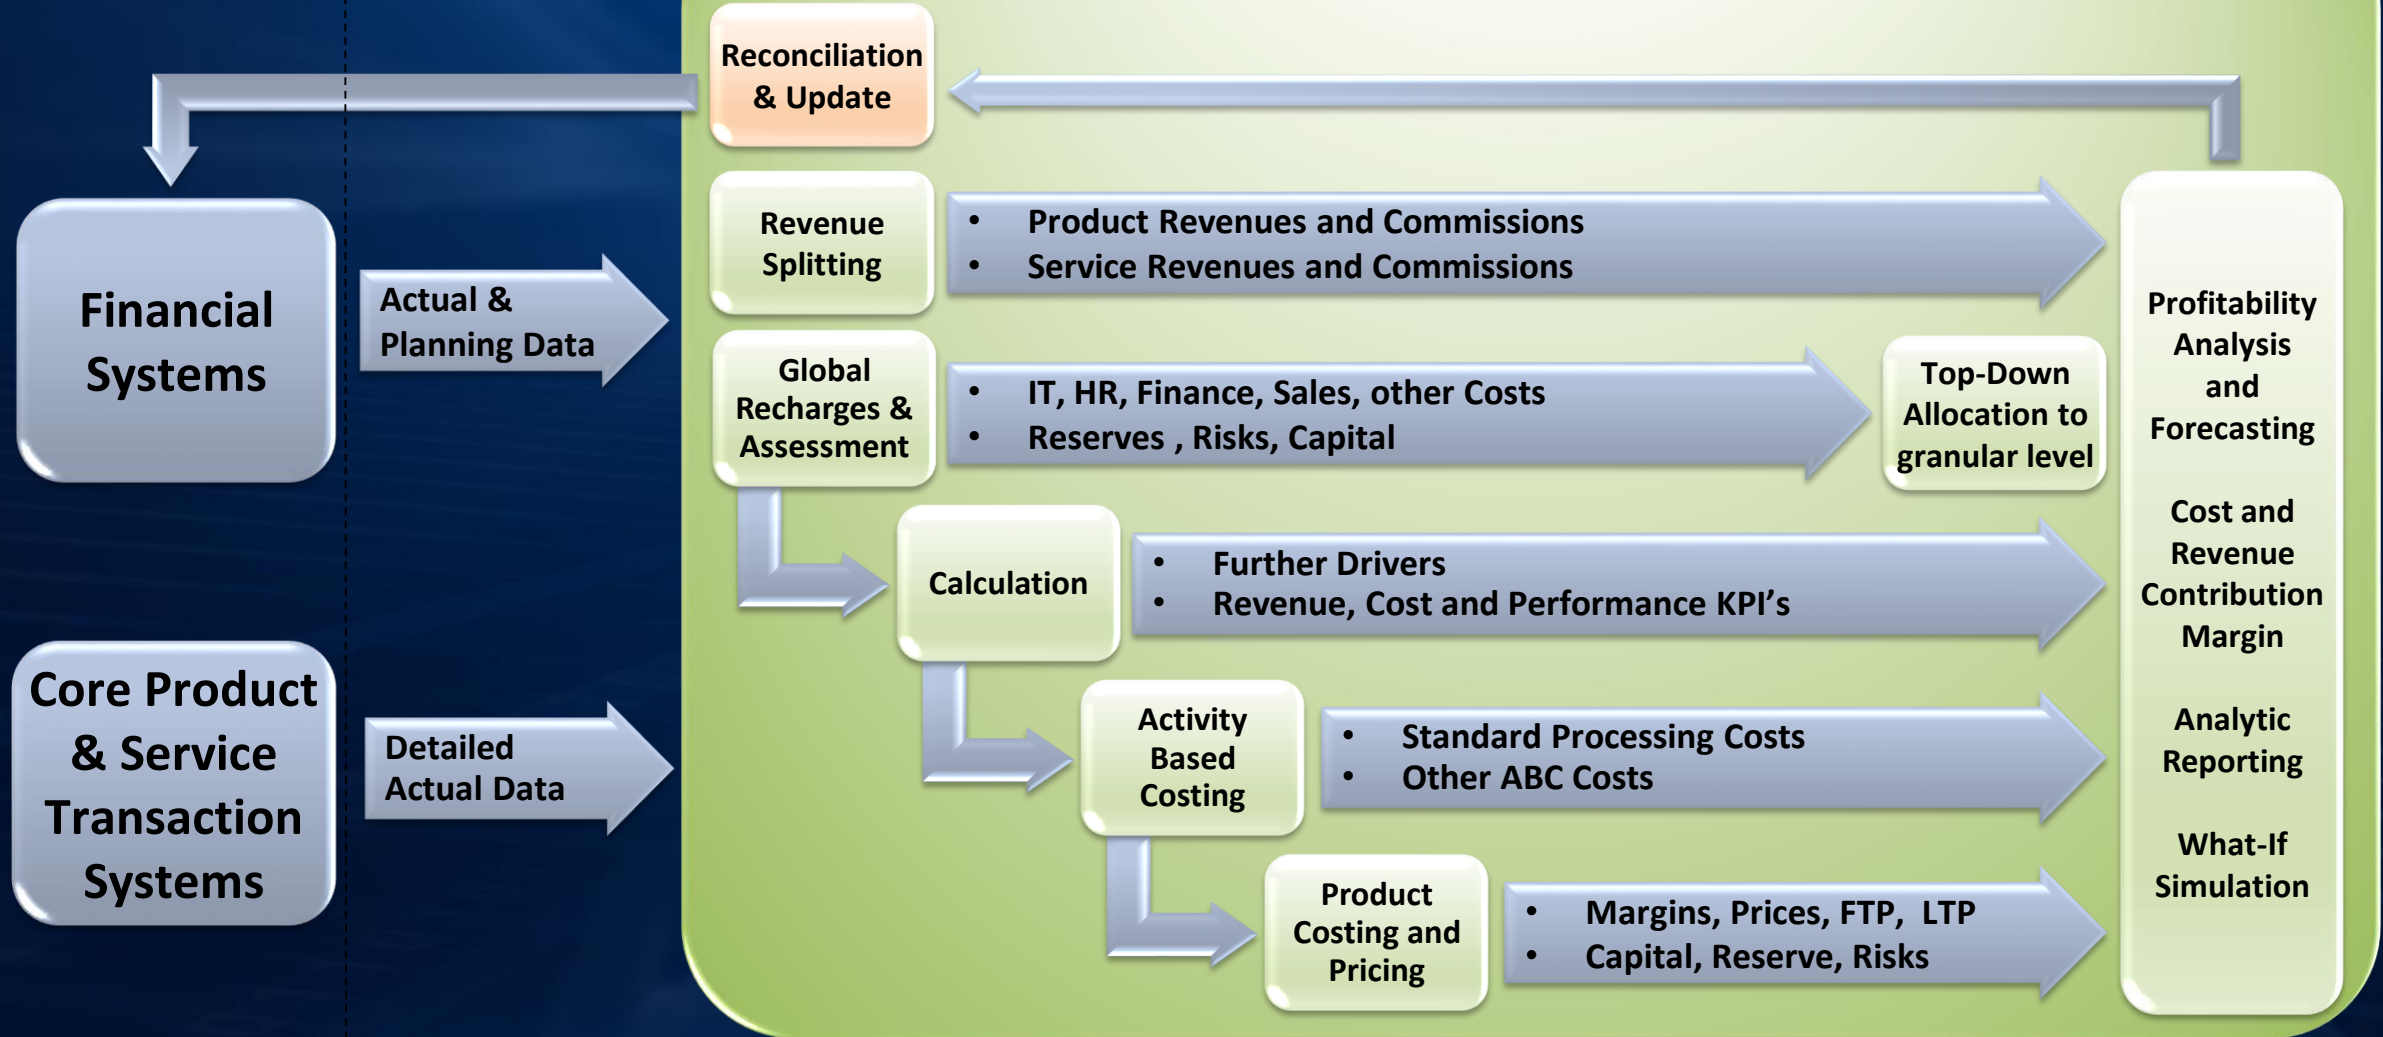 Reconciliation
& Update
Financial
Systems
Actual &
Planning Data
Revenue
Splitting
• Product Revenues and Commissions
• Service Revenues and Commissions
Global
Recharges &
Assessment
• IT, HR, Finance, Sales, other Costs
• Reserves , Risks, Capital
Top-Down
Allocation to
granular level
Calculation
• Further Drivers
• Revenue, Cost and Performance KPI's
Core Product
& Service
Transaction
Systems
Detailed
Actual Data
Activity
Based
Costing
• Standard Processing Costs
• Other ABC Costs
Product
Costing and
Pricing
• Margins, Prices, FTP, LTP
• Capital, Reserve, Risks
Profitability
Analysis
and
Forecasting
Cost and
Revenue
Contribution
Margin
Analytic
Reporting
What-If
Simulation